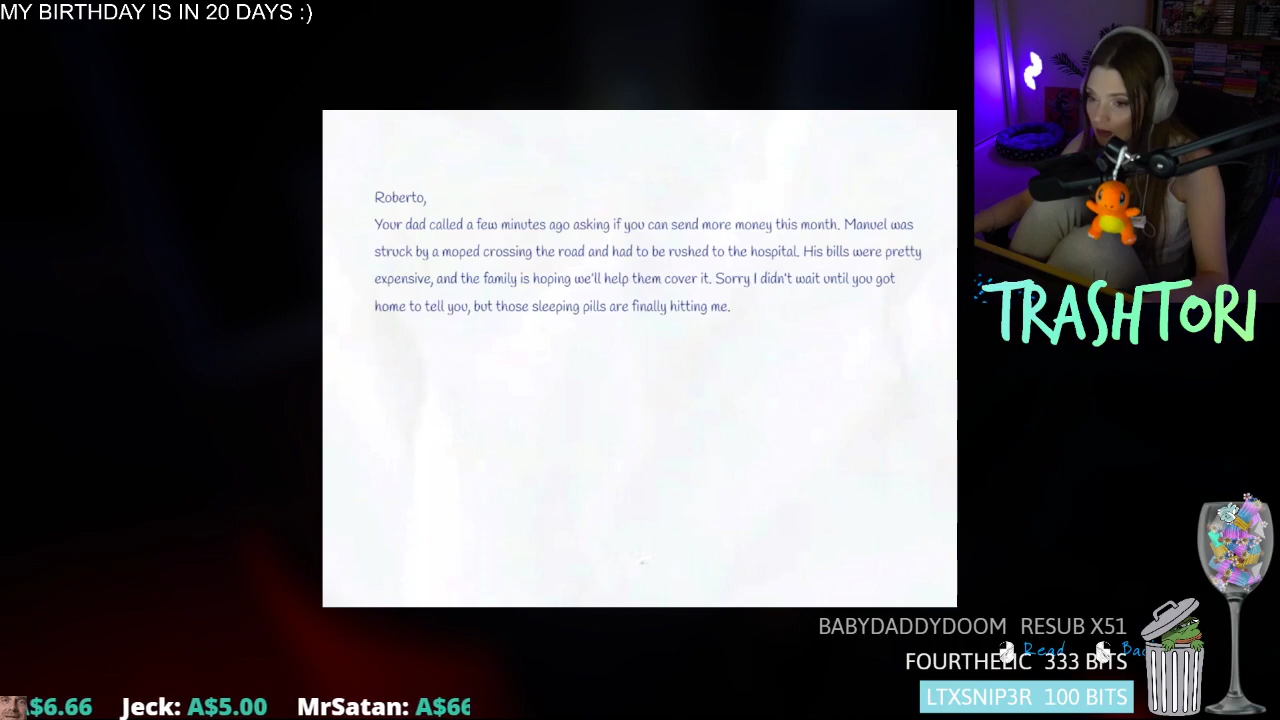 MY BIRTHDAY IS IN 20 DAYS :)
Roberto,
Your dad called a few minutes ago asking if you can send more money this month. Manuel was
struck by a moped crossing the road and had to be rushed to the hospital. His bills were pretty
expensive, and the family is hoping we'll help them cover it. Sorry I didn't wait until you got
home to tell you, but those sleeping pills are finally hitting me.
TRASHTORI
BABYDADDYDOOM RESUB X51
Read
FOURTHELIC 333 BITS
LTXSNIP3R 100 BITS
$6.66 Jeck: A$5.00 MrSatan: A$66